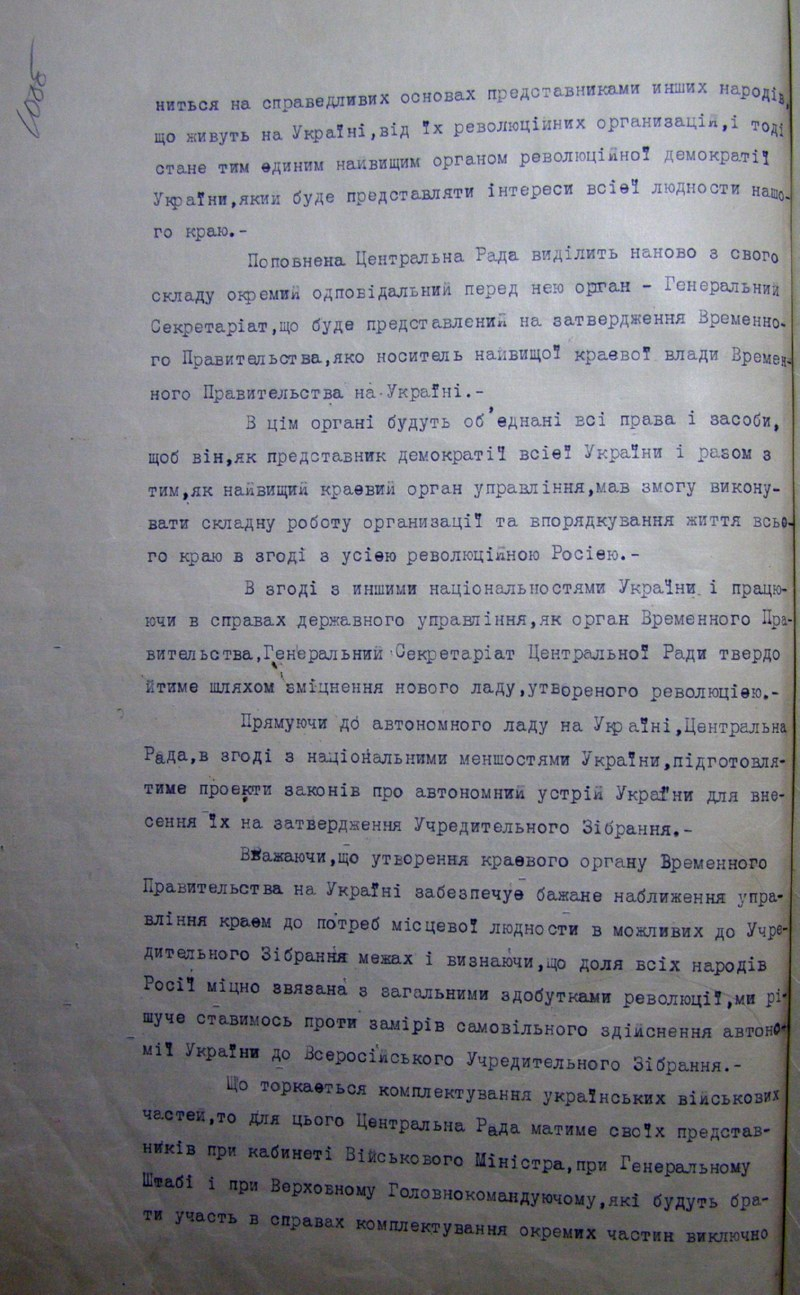 ниться на справедливих основах представниками инших народів,
що живуть на Україні,від їх революційних организацій,і тоді
стане тим єдиним найвищим органом революційної демократії
України,який буде представляти інтереси всієї людности нашо-
го краю.-
Поповнена Центральна Рада виділить наново з свого
складу окремий одповідальний перед нею орган - Генеральний
Секретаріат,що буде представлений на затвердження Временно-
го Правительства,яко носитель найвищої краєвої влади Времен-
ного Правительства на Україні.-
В цім органі будуть об'єднані всі права і засоби,
щоб він,як представник демократії всієї України і разом з
тим,як найвищий краєвий орган управління,мав змогу викону-
вати складну роботу организації та впорядкування життя всьо-
го краю в згоді з усією революційною Росією.-
В згоді з иншими національностями України і працю-
ючи в справах державного управління,як орган Временного Пра-
вительства,Генеральний Секретаріат Центральної Ради твердо
йтиме шляхом зміцнення нового ладу,утвореного революцією.-
Прямуючи до автономного ладу на Україні,Центральна
Рада,в згоді з національними меншостями України,підготовля-
тиме проекти законів про автономний устрій України для вне-
сення їх на затвердження Учредительного Зібрання.-
Вважаючи,що утворення краєвого органу Временного
Правительства на Україні забезпечує бажане наближення упра-
вління краєм до потреб місцевої людности в можливих до Учре-
дительного Зібрання межах і визнаючи,що доля всіх народів
Росії міцно звязана з загальними здобутками революції,ми рі-
шуче ставимось проти замірів самовільного здійснення автоно-
мії України до Всеросійського Учредительного Зібрання.-
Що торкається комплектування українських військових
частей,то для цього Центральна Рада матиме своїх представ-
ників при кабинеті Військового Міністра,при Генеральному
Штабі і при Верховному Головнокомандуючому,які будуть бра-
ти участь в справах комплектування окремих частин виключно